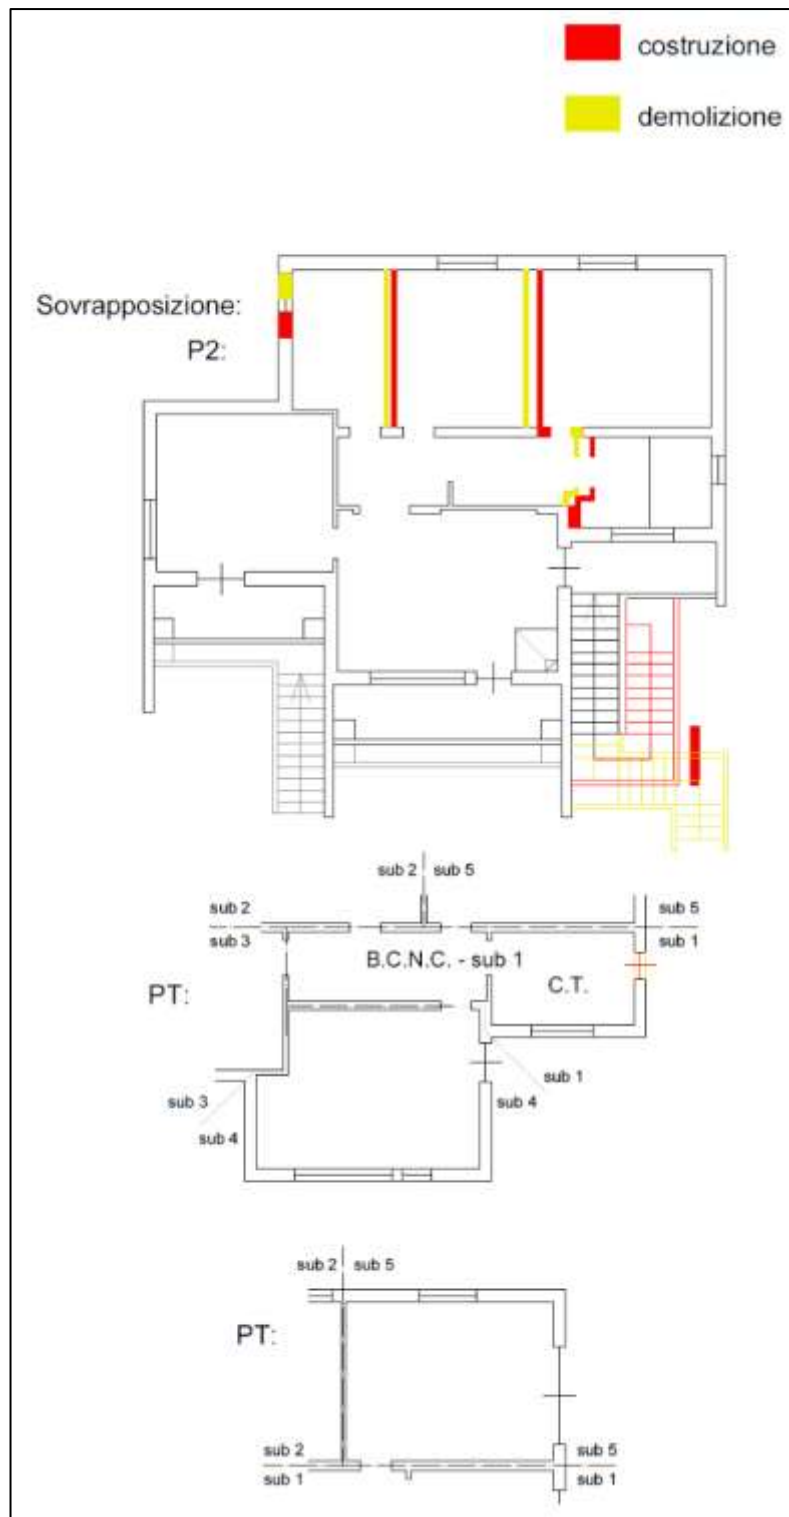 costruzione
demolizione
Sovrapposizione:
P2:
sub 2 sub 5
sub 2 sub 5
sub 3 sub 1
B.C.N.C. - sub 1
C.T.
PT:
sub 1
sub 3 sub 4
sub 4
sub 2 sub 5
PT:
sub 2 sub 5
sub 1 sub 1